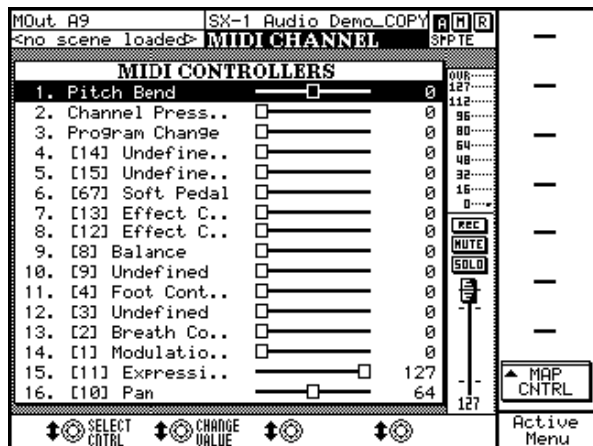 MOut A9 SX-1 Audio Demo_COPY A M R
<no scene loaded> MIDI CHANNEL SMPTE
MIDI CONTROLLERS
1. Pitch Bend 0
2. Channel Press.. 0
3. Program Change 0
4. [14] Undefine.. 0
5. [15] Undefine.. 0
6. [67] Soft Pedal 0
7. [13] Effect C.. 0
8. [12] Effect C.. 0
9. [8] Balance 0
10. [9] Undefined 0
11. [4] Foot Cont.. 0
12. [3] Undefined 0
13. [2] Breath Co.. 0
14. [1] Modulatio.. 0
15. [11] Expressi.. 127
16. [10] Pan 64
OVR
127
112
96
80
64
48
32
16
0
REC
MUTE
SOLO
127
MAP
CNTRL
SELECT
CNTRL
CHANGE
VALUE
Active
Menu